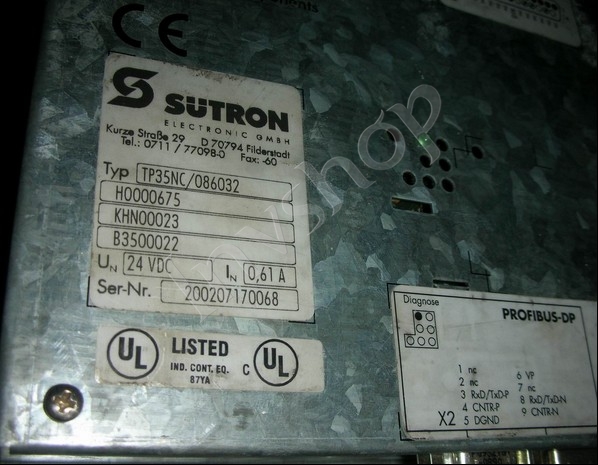 CE
SÜTRON
ELECTRONIC GMBH
Kurze Straße 29 D 70794 Filderstadt
Tel.: 0711 / 77098-0 Fax: -60
Typ TP35NC/086032
H0000675
KHN00023
B3500022
UN 24 VDC IN 0,61 A
Ser-Nr. 200207170068
UL LISTED C UL
IND. CONT. EQ.
87YA
Diagnose
PROFIBUS-DP
1 nc 6 VP
2 nc 7 nc
3 RxD/TxD-P 8 RxD/TxD-N
4 CNTR-P 9 CNTR-N
X2 5 DGND